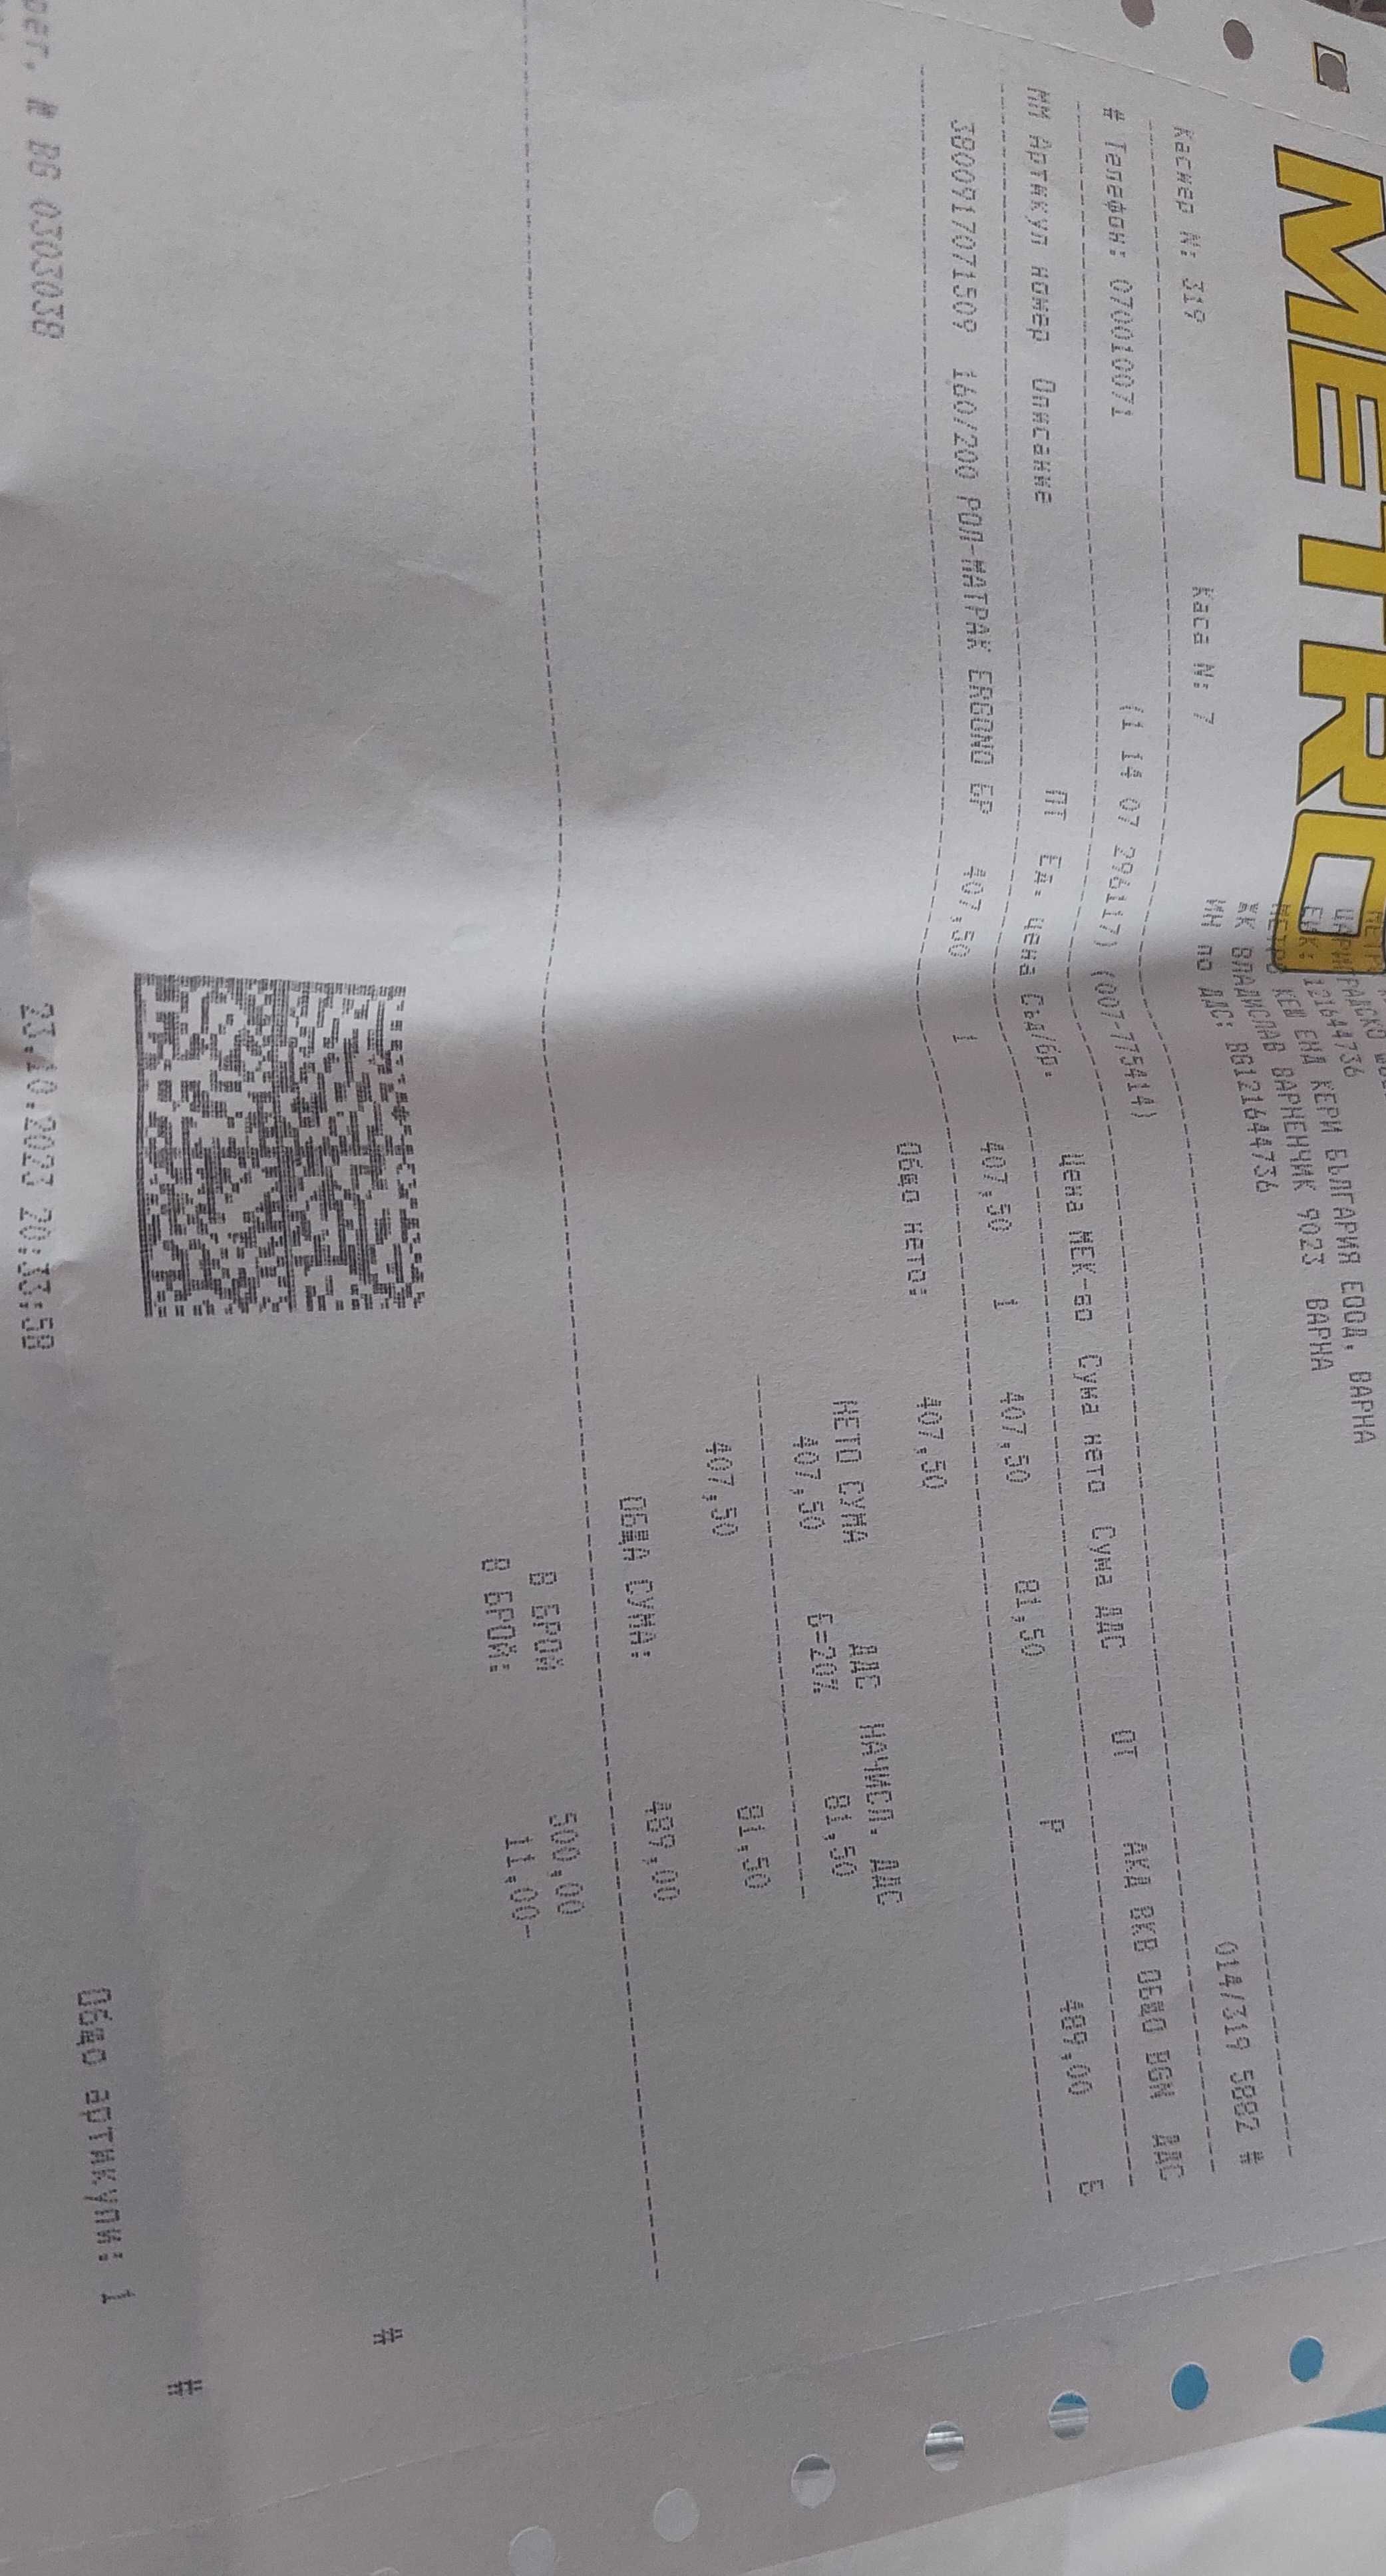 METRO
ЦАРИГРАДСКО
ЕИК: 121644736
МЕТРО КЕШ ЕНД КЕРИ БЪЛГАРИЯ ЕООД, ВАРНА
ЖК ВЛАДИСЛАВ ВАРНЕНЧИК 9023 ВАРНА
ИН по ДДС: BG121644736
Касиер N: 319 Каса N: 7
014/319 5882 #
# Телефон: 070010071 (1 14 07 296117) (007-775414)
ММ Артикул номер Описание ПТ Ед. цена Съд/бр. Цена МЕК-во Сума нето Сума ДДС ОТ АКД ВКВ ОБЩО BGN ДДС
3800917071509 160/200 РОЛ-МАТРАК ERGONO БР 407,50 1 407,50 1 407,50 81,50 P 489,00 Б
Общо нето: 407,50
НЕТО СУМА ДДС НАЧИСЛ. ДДС
407,50 Б=20% 81,50
407,50 81,50
ОБЩА СУМА: 489,00
В БРОЙ 500,00
В БРОЙ: 11,00-
#
#
Общо артикули: 1
рег. # BG 0303038 23.10.2023 20:33:58